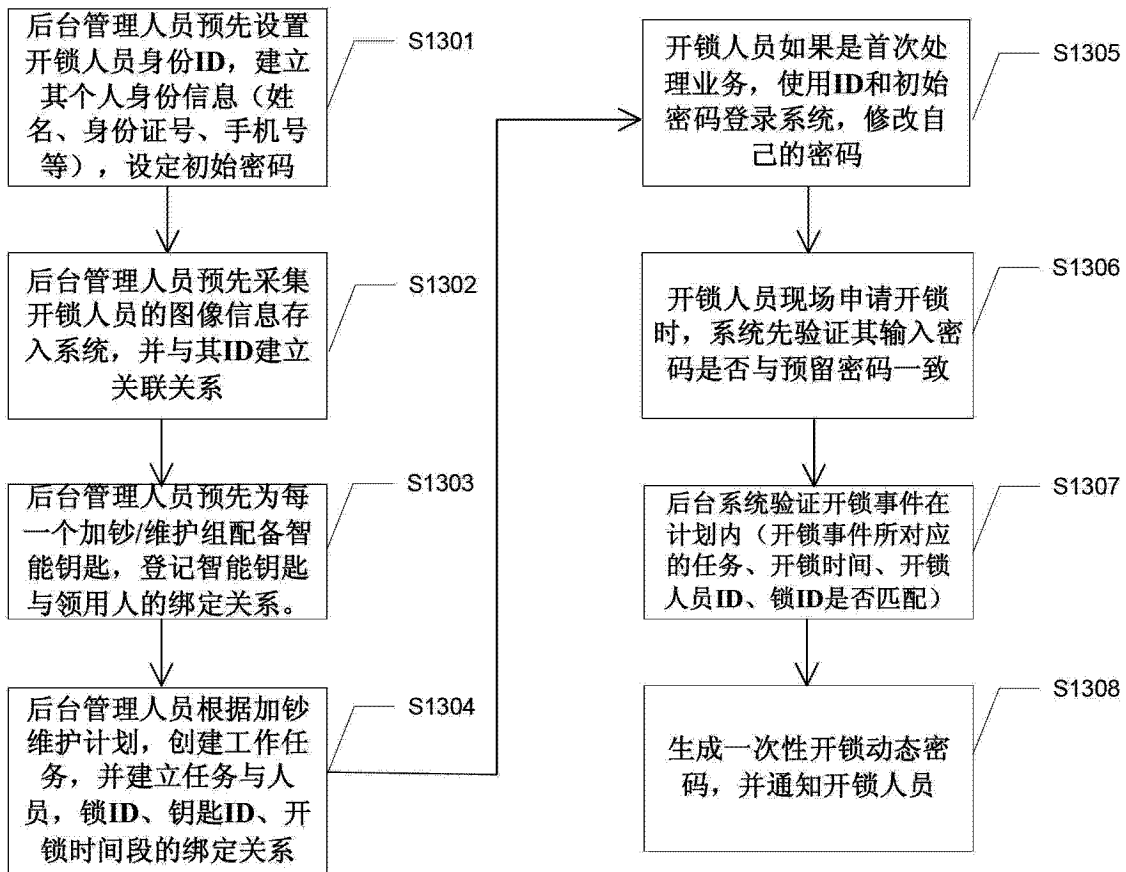 后台管理人员预先设置
开锁人员身份ID，建立
其个人身份信息（姓
名、身份证号、手机号
等），设定初始密码
S1301
后台管理人员预先采集
开锁人员的图像信息存
入系统，并与其ID建立
关联关系
S1302
后台管理人员预先为每
一个加钞/维护组配备智
能钥匙，登记智能钥匙
与领用人的绑定关系。
S1303
后台管理人员根据加钞
维护计划，创建工作任
务，并建立任务与人
员，锁ID、钥匙ID、开
锁时间段的绑定关系
S1304
开锁人员如果是首次处
理业务，使用ID和初始
密码登录系统，修改自
己的密码
S1305
开锁人员现场申请开锁
时，系统先验证其输入密
码是否与预留密码一致
S1306
后台系统验证开锁事件在
计划内（开锁事件所对应
的任务、开锁时间、开锁
人员ID、锁ID是否匹配）
S1307
生成一次性开锁动态密
码，并通知开锁人员
S1308